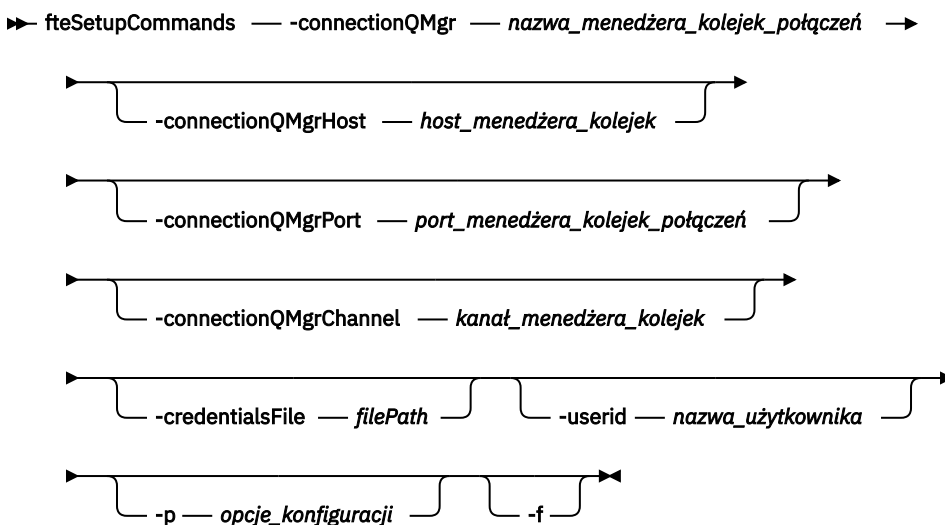 fteSetupCommands -connectionQMgr nazwa_menedżera_kolejek_połączeń
-connectionQMgrHost host_menedżera_kolejek
-connectionQMgrPort port_menedżera_kolejek_połączeń
-connectionQMgrChannel kanał_menedżera_kolejek
-credentialsFile filePath -userid nazwa_użytkownika
-p opcje_konfiguracji -f